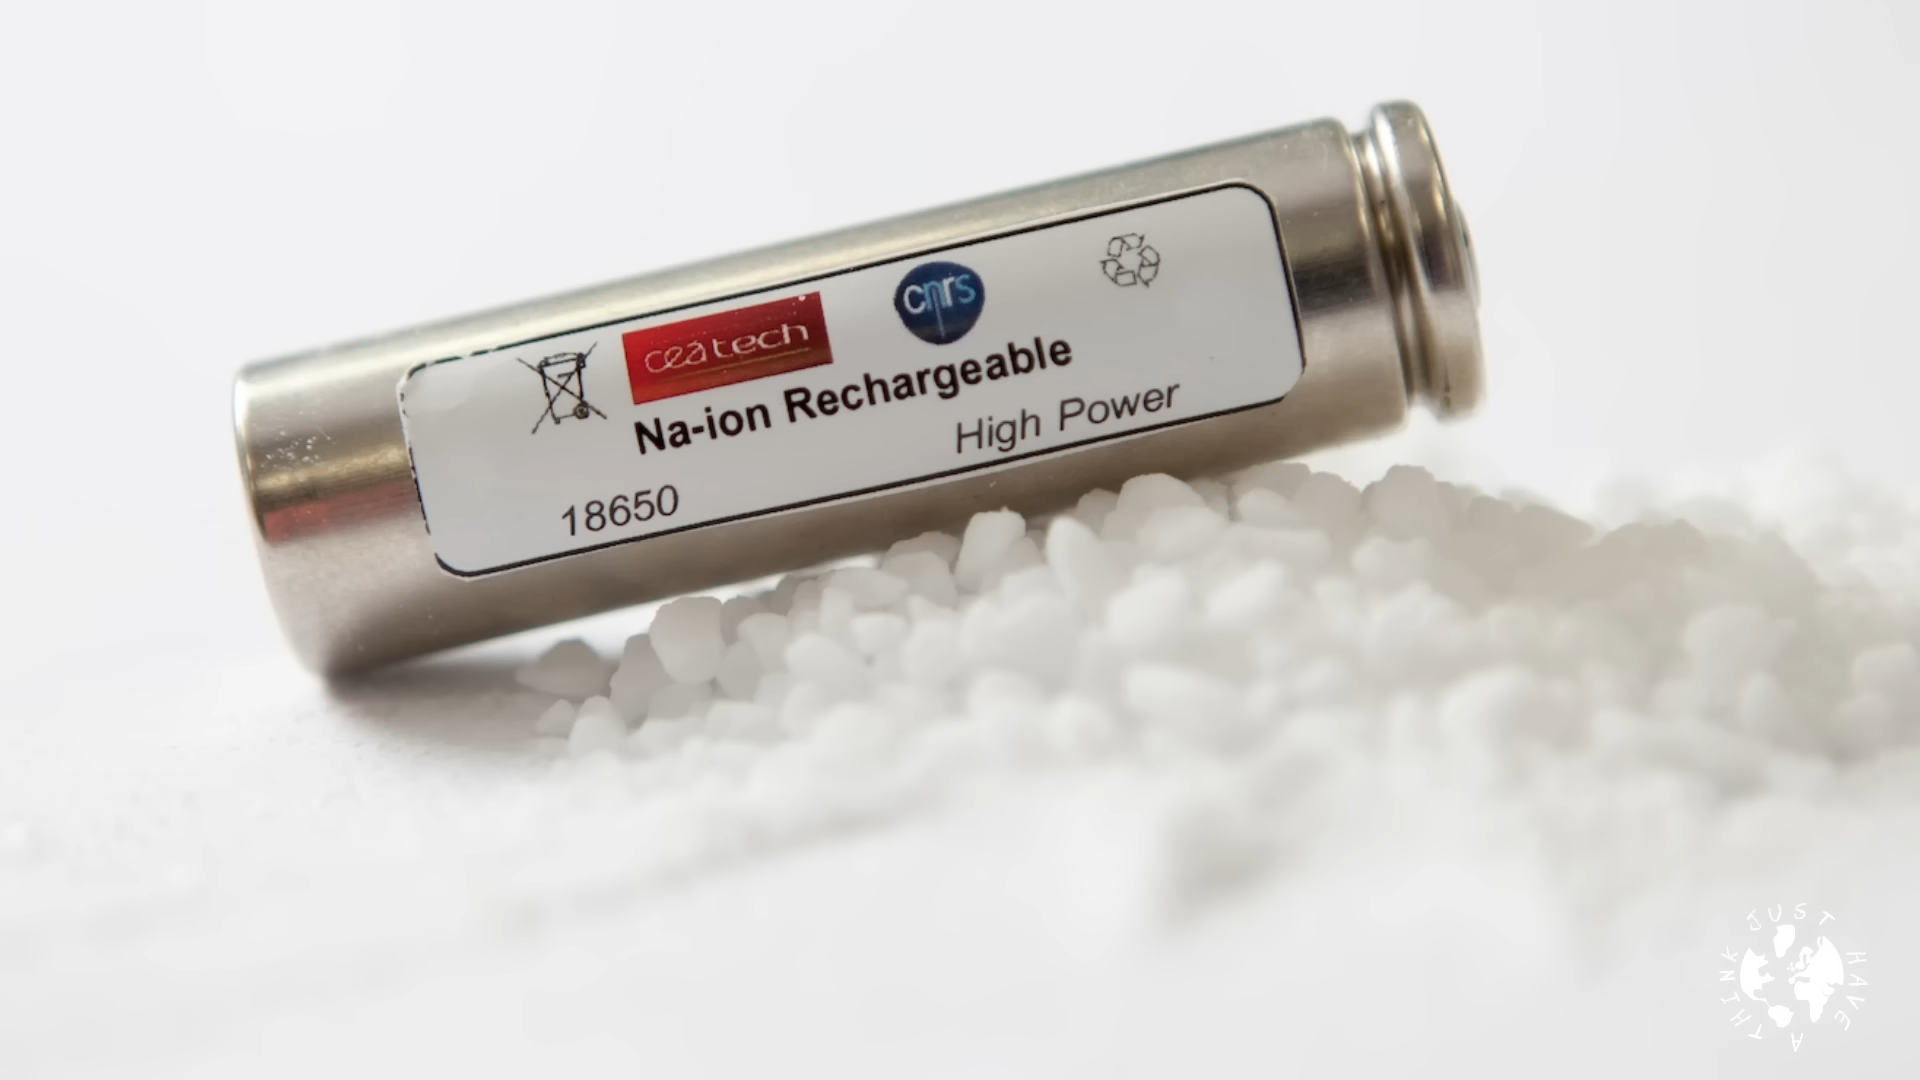 ceatech
cnrs
Na-ion Rechargeable
High Power
18650
JUST HAVE A THINK